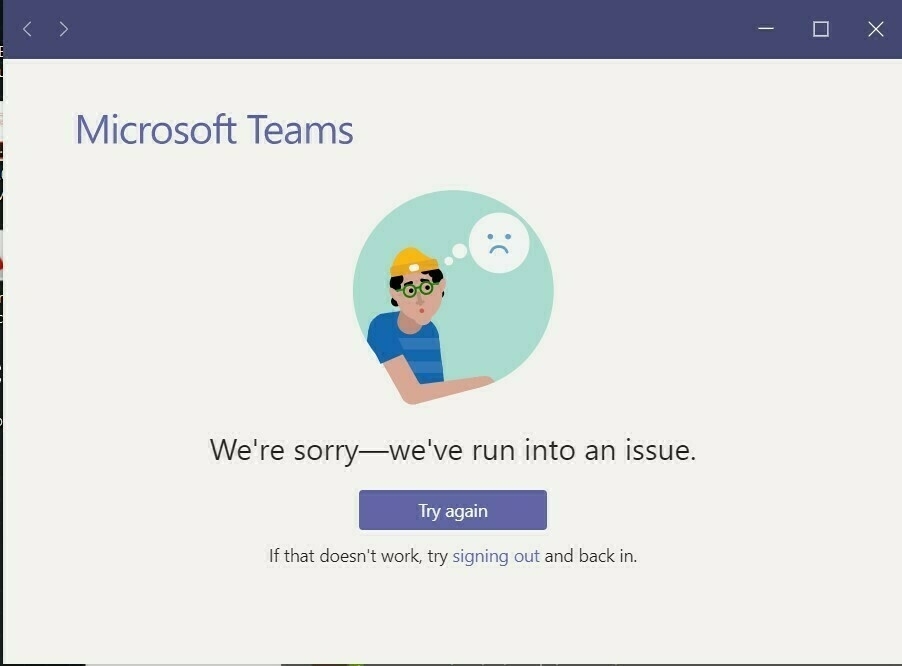 Microsoft Teams
We're sorry—we've run into an issue.
Try again
If that doesn't work, try signing out and back in.